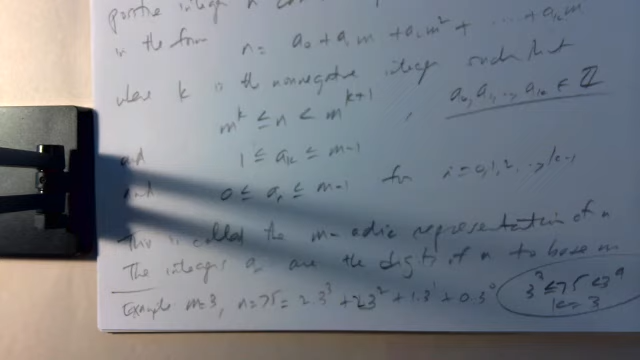 positive integer n can
in the form n = a₀ + a₁m + a₂m² + ... + aₖmᵏ
where k is the nonnegative integer such that
mᵏ ≤ n < mᵏ⁺¹, a₀, a₁, ..., aₖ ∈ ℤ
and 1 ≤ aₖ ≤ m-1
and 0 ≤ aᵢ ≤ m-1 for i = 0, 1, 2, ..., k-1
This is called the m-adic representation of n
The integers aᵢ are the digits of n to base m
Example m=3, n=75 = 2·3³ + 2·3² + 1·3¹ + 0·3⁰
3³ ≤ 75 < 3⁴
k = 3